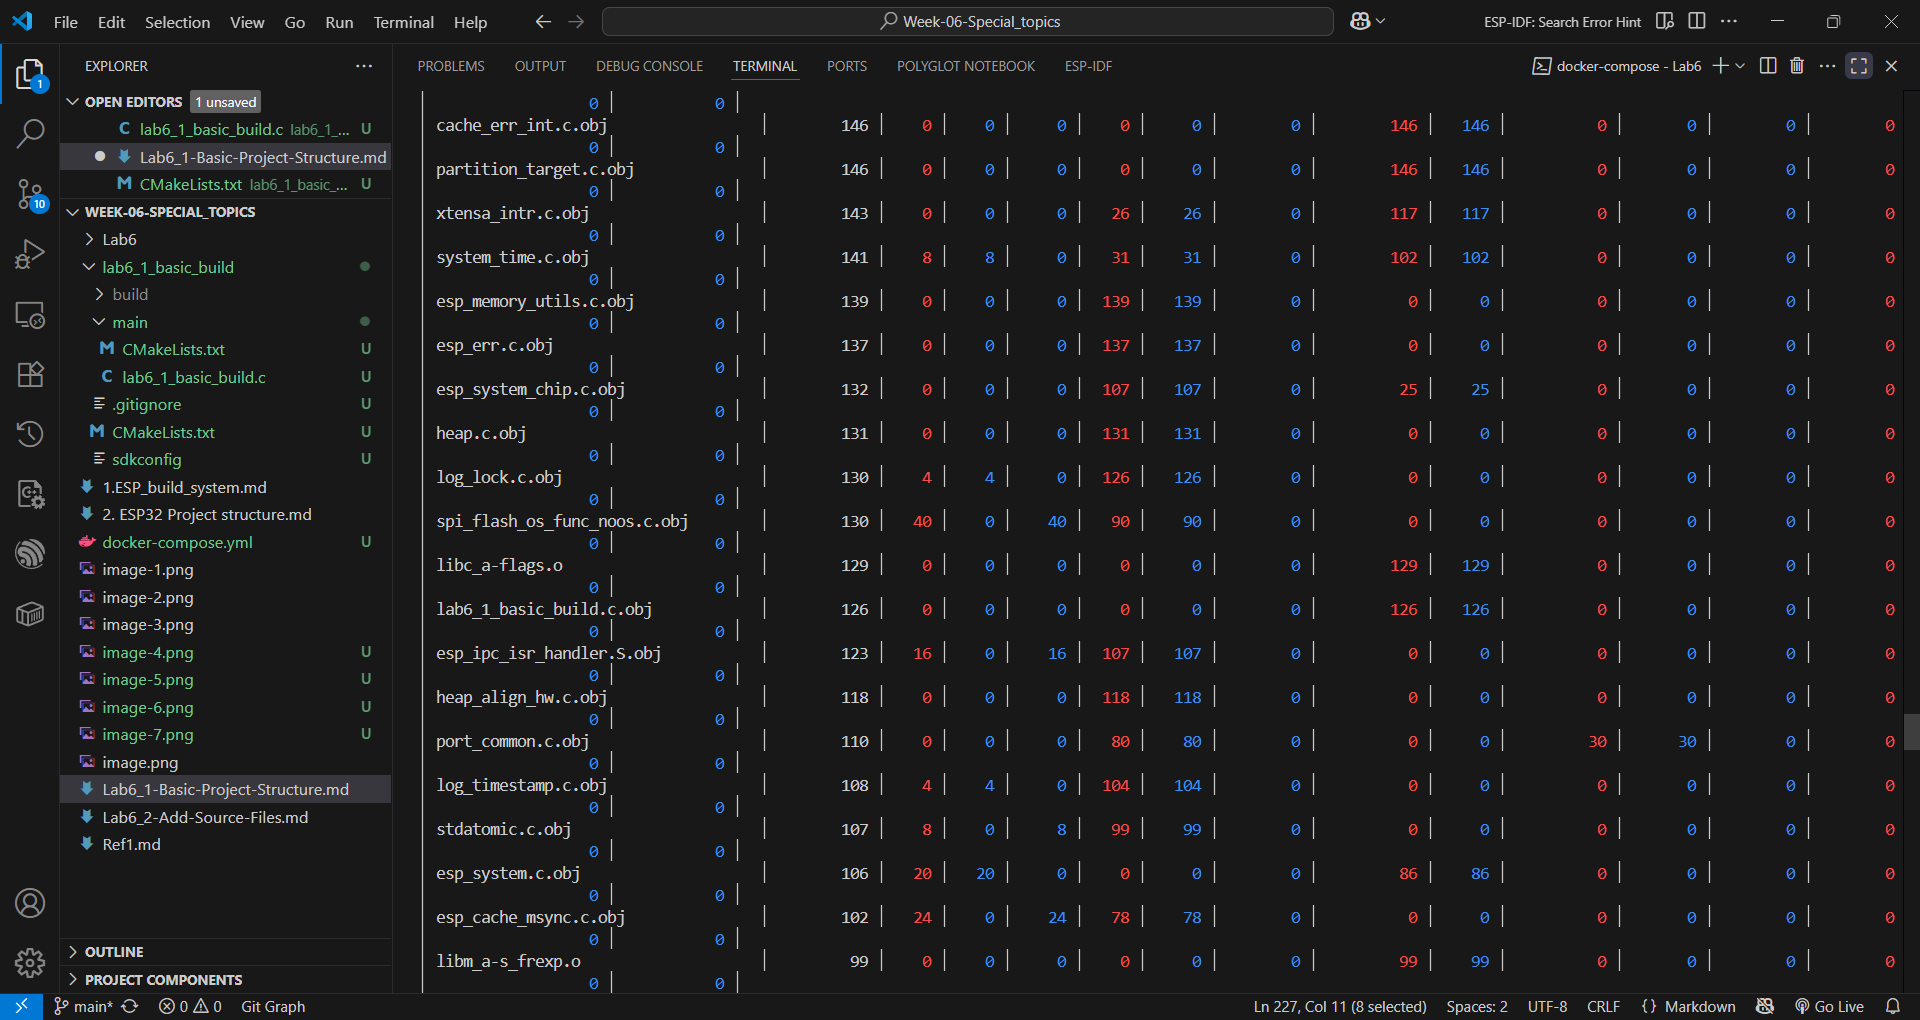 File Edit Selection View Go Run Terminal Help
Week-06-Special_topics
ESP-IDF: Search Error Hint
EXPLORER
OPEN EDITORS 1 unsaved
lab6_1_basic_build.c lab6_1_... U
Lab6_1-Basic-Project-Structure.md
CMakeLists.txt lab6_1_basic_... U
WEEK-06-SPECIAL_TOPICS
Lab6
lab6_1_basic_build
build
main
CMakeLists.txt U
lab6_1_basic_build.c U
.gitignore U
CMakeLists.txt U
sdkconfig U
1.ESP_build_system.md
2. ESP32 Project structure.md
docker-compose.yml U
image-1.png
image-2.png
image-3.png
image-4.png U
image-5.png U
image-6.png U
image-7.png U
image.png
Lab6_1-Basic-Project-Structure.md
Lab6_2-Add-Source-Files.md
Ref1.md
OUTLINE
PROJECT COMPONENTS
1
10
PROBLEMS OUTPUT DEBUG CONSOLE TERMINAL PORTS POLYGLOT NOTEBOOK ESP-IDF
docker-compose - Lab6
│ 0 │ 0 │
│ cache_err_int.c.obj │ 146 │ 0 │ 0 │ 0 │ 0 │ 0 │ 0 │ 146 │ 146 │ 0 │ 0 │ 0 │ 0
│ 0 │ 0 │
│ partition_target.c.obj │ 146 │ 0 │ 0 │ 0 │ 0 │ 0 │ 0 │ 146 │ 146 │ 0 │ 0 │ 0 │ 0
│ 0 │ 0 │
│ xtensa_intr.c.obj │ 143 │ 0 │ 0 │ 0 │ 26 │ 26 │ 0 │ 117 │ 117 │ 0 │ 0 │ 0 │ 0
│ 0 │ 0 │
│ system_time.c.obj │ 141 │ 8 │ 8 │ 0 │ 31 │ 31 │ 0 │ 102 │ 102 │ 0 │ 0 │ 0 │ 0
│ 0 │ 0 │
│ esp_memory_utils.c.obj │ 139 │ 0 │ 0 │ 0 │ 139 │ 139 │ 0 │ 0 │ 0 │ 0 │ 0 │ 0 │ 0
│ 0 │ 0 │
│ esp_err.c.obj │ 137 │ 0 │ 0 │ 0 │ 137 │ 137 │ 0 │ 0 │ 0 │ 0 │ 0 │ 0 │ 0
│ 0 │ 0 │
│ esp_system_chip.c.obj │ 132 │ 0 │ 0 │ 0 │ 107 │ 107 │ 0 │ 25 │ 25 │ 0 │ 0 │ 0 │ 0
│ 0 │ 0 │
│ heap.c.obj │ 131 │ 0 │ 0 │ 0 │ 131 │ 131 │ 0 │ 0 │ 0 │ 0 │ 0 │ 0 │ 0
│ 0 │ 0 │
│ log_lock.c.obj │ 130 │ 4 │ 4 │ 0 │ 126 │ 126 │ 0 │ 0 │ 0 │ 0 │ 0 │ 0 │ 0
│ 0 │ 0 │
│ spi_flash_os_func_noos.c.obj │ 130 │ 40 │ 0 │ 40 │ 90 │ 90 │ 0 │ 0 │ 0 │ 0 │ 0 │ 0 │ 0
│ 0 │ 0 │
│ libc_a-flags.o │ 129 │ 0 │ 0 │ 0 │ 0 │ 0 │ 0 │ 129 │ 129 │ 0 │ 0 │ 0 │ 0
│ 0 │ 0 │
│ lab6_1_basic_build.c.obj │ 126 │ 0 │ 0 │ 0 │ 0 │ 0 │ 0 │ 126 │ 126 │ 0 │ 0 │ 0 │ 0
│ 0 │ 0 │
│ esp_ipc_isr_handler.S.obj │ 123 │ 16 │ 0 │ 16 │ 107 │ 107 │ 0 │ 0 │ 0 │ 0 │ 0 │ 0 │ 0
│ 0 │ 0 │
│ heap_align_hw.c.obj │ 118 │ 0 │ 0 │ 0 │ 118 │ 118 │ 0 │ 0 │ 0 │ 0 │ 0 │ 0 │ 0
│ 0 │ 0 │
│ port_common.c.obj │ 110 │ 0 │ 0 │ 0 │ 80 │ 80 │ 0 │ 0 │ 0 │ 30 │ 30 │ 0 │ 0
│ 0 │ 0 │
│ log_timestamp.c.obj │ 108 │ 4 │ 4 │ 0 │ 104 │ 104 │ 0 │ 0 │ 0 │ 0 │ 0 │ 0 │ 0
│ 0 │ 0 │
│ stdatomic.c.obj │ 107 │ 8 │ 0 │ 8 │ 99 │ 99 │ 0 │ 0 │ 0 │ 0 │ 0 │ 0 │ 0
│ 0 │ 0 │
│ esp_system.c.obj │ 106 │ 20 │ 20 │ 0 │ 0 │ 0 │ 0 │ 86 │ 86 │ 0 │ 0 │ 0 │ 0
│ 0 │ 0 │
│ esp_cache_msync.c.obj │ 102 │ 24 │ 0 │ 24 │ 78 │ 78 │ 0 │ 0 │ 0 │ 0 │ 0 │ 0 │ 0
│ 0 │ 0 │
│ libm_a-s_frexp.o │ 99 │ 0 │ 0 │ 0 │ 0 │ 0 │ 0 │ 99 │ 99 │ 0 │ 0 │ 0 │ 0
│ 0 │ 0 │
main* 0 0 Git Graph
Ln 227, Col 11 (8 selected) Spaces: 2 UTF-8 CRLF {} Markdown Go Live